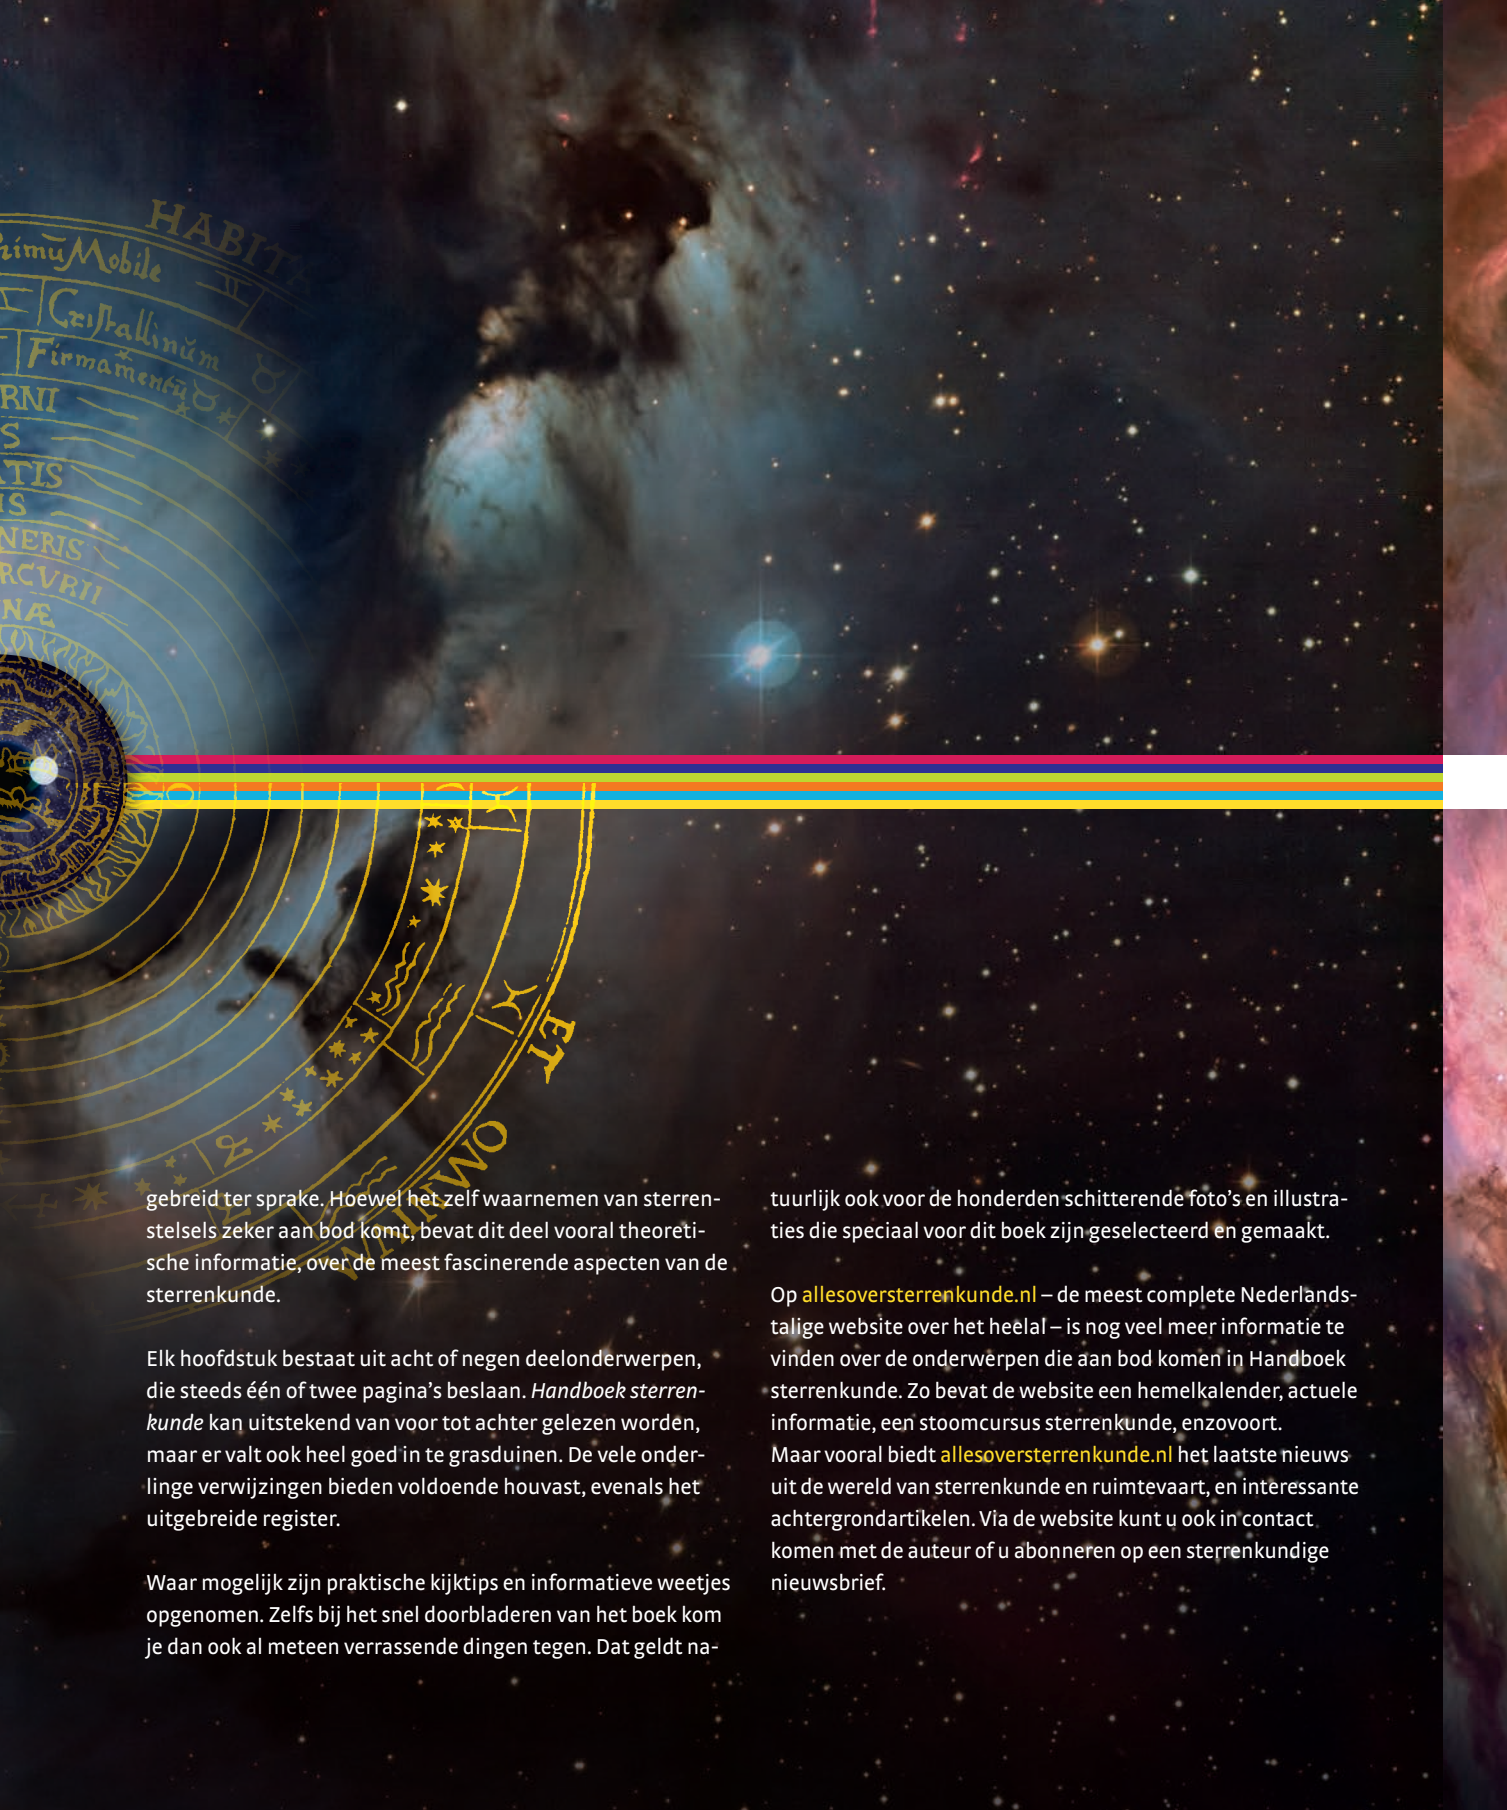 HABIT
Mobile
II
Cristallinum
Firmamentū
RNI
S
TIS
IS
NERIS
RCVRII
NÆ
ET
OMNIVM
gebreid ter sprake. Hoewel het zelf waarnemen van sterren-
stelsels zeker aan bod komt, bevat dit deel vooral theoreti-
sche informatie, over de meest fascinerende aspecten van de
sterrenkunde.
Elk hoofdstuk bestaat uit acht of negen deelonderwerpen,
die steeds één of twee pagina’s beslaan. Handboek sterren-
kunde kan uitstekend van voor tot achter gelezen worden,
maar er valt ook heel goed in te grasduinen. De vele onder-
linge verwijzingen bieden voldoende houvast, evenals het
uitgebreide register.
Waar mogelijk zijn praktische kijktips en informatieve weetjes
opgenomen. Zelfs bij het snel doorbladeren van het boek kom
je dan ook al meteen verrassende dingen tegen. Dat geldt na-
tuurlijk ook voor de honderden schitterende foto’s en illustra-
ties die speciaal voor dit boek zijn geselecteerd en gemaakt.
Op allesoversterrenkunde.nl – de meest complete Nederlands-
talige website over het heelal – is nog veel meer informatie te
vinden over de onderwerpen die aan bod komen in Handboek
sterrenkunde. Zo bevat de website een hemelkalender, actuele
informatie, een stoomcursus sterrenkunde, enzovoort.
Maar vooral biedt allesoversterrenkunde.nl het laatste nieuws
uit de wereld van sterrenkunde en ruimtevaart, en interessante
achtergrondartikelen. Via de website kunt u ook in contact
komen met de auteur of u abonneren op een sterrenkundige
nieuwsbrief.